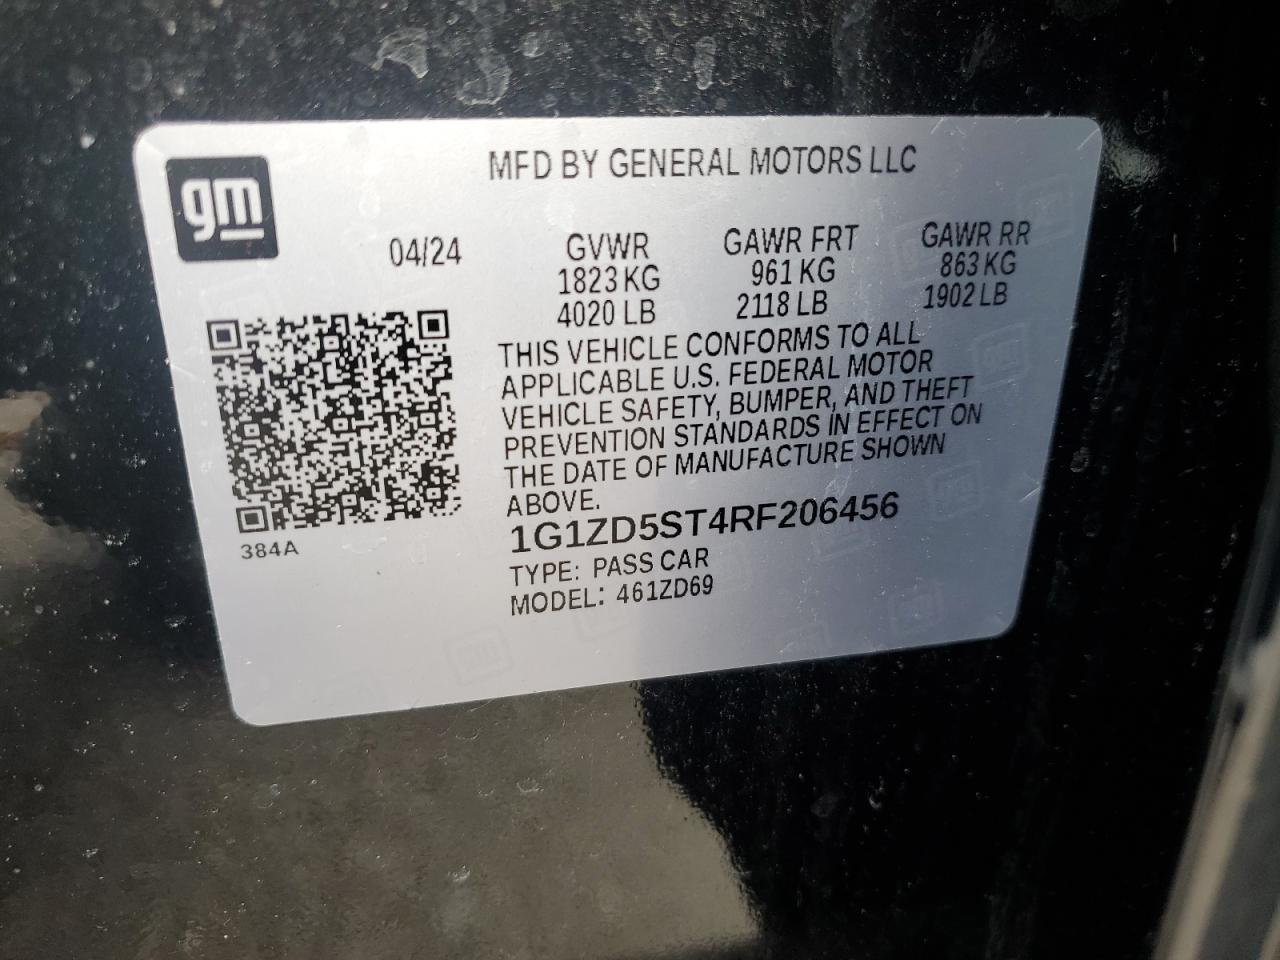 gm
MFD BY GENERAL MOTORS LLC
04/24
GVWR
1823 KG
4020 LB
GAWR FRT
961 KG
2118 LB
GAWR RR
863 KG
1902 LB
THIS VEHICLE CONFORMS TO ALL
APPLICABLE U.S. FEDERAL MOTOR
VEHICLE SAFETY, BUMPER, AND THEFT
PREVENTION STANDARDS IN EFFECT ON
THE DATE OF MANUFACTURE SHOWN
ABOVE.
1G1ZD5ST4RF206456
TYPE: PASS CAR
MODEL: 461ZD69
384A